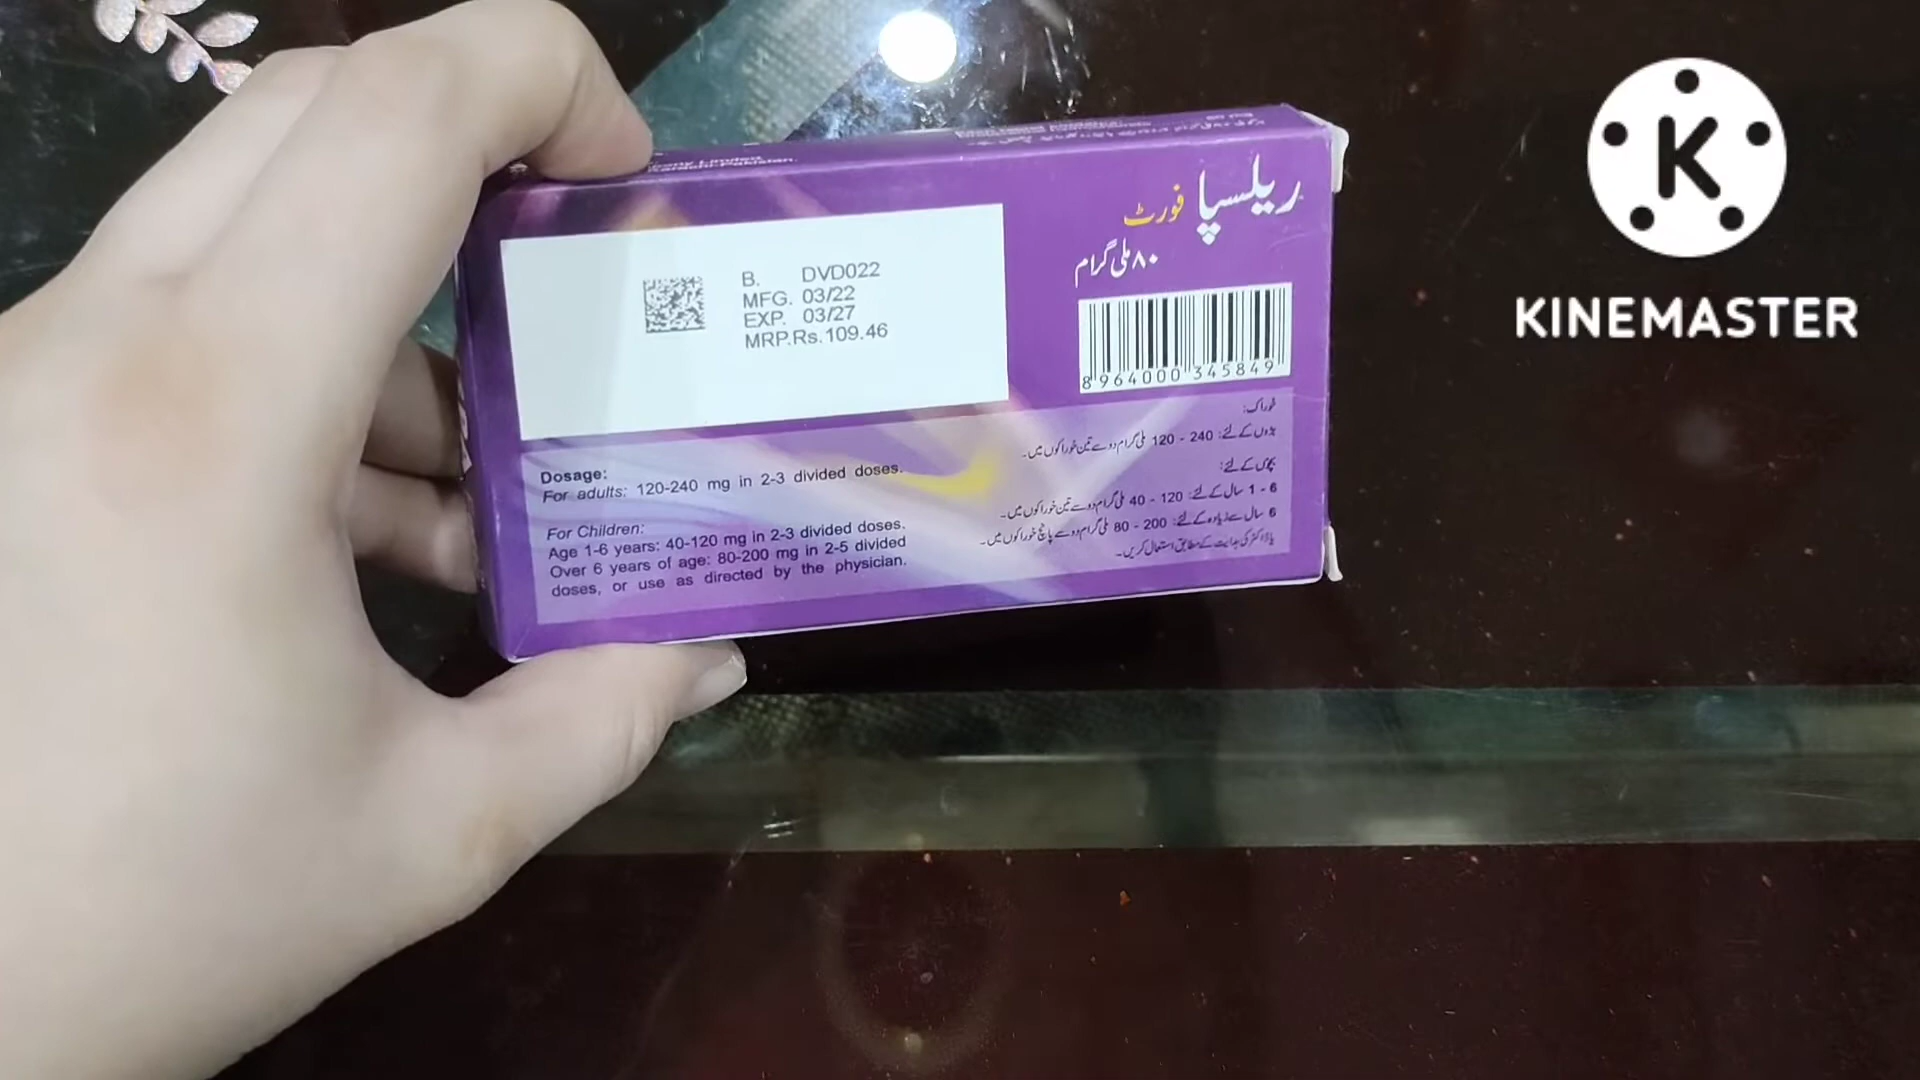 ریلسپا فورٹ
۸۰ ملی گرام
B. DVD022
MFG. 03/22
EXP. 03/27
MRP.Rs.109.46
8 964000 345849
Dosage:
For adults: 120-240 mg in 2-3 divided doses.
For Children:
Age 1-6 years: 40-120 mg in 2-3 divided doses.
Over 6 years of age: 80-200 mg in 2-5 divided
doses, or use as directed by the physician.
خوراک:
بڑوں کے لئے: 240 - 120 ملی گرام دو سے تین خوراکوں میں۔
بچوں کے لئے:
6 - 1 سال کے لئے: 120 - 40 ملی گرام دو سے تین خوراکوں میں۔
6 سال سے زیادہ کے لئے: 200 - 80 ملی گرام دو سے پانچ خوراکوں میں۔
یا ڈاکٹر کی ہدایت کے مطابق استعمال کریں۔
K
KINEMASTER